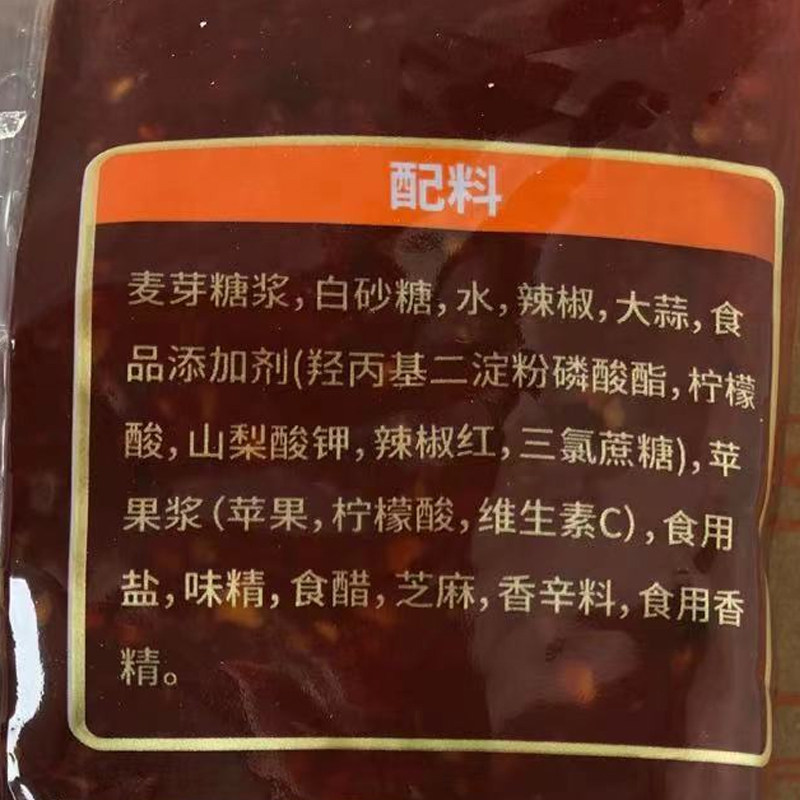 配料
麦芽糖浆,白砂糖,水,辣椒,大蒜,食
品添加剂(羟丙基二淀粉磷酸酯,柠檬
酸,山梨酸钾,辣椒红,三氯蔗糖),苹
果浆(苹果,柠檬酸,维生素C),食用
盐,味精,食醋,芝麻,香辛料,食用香
精。